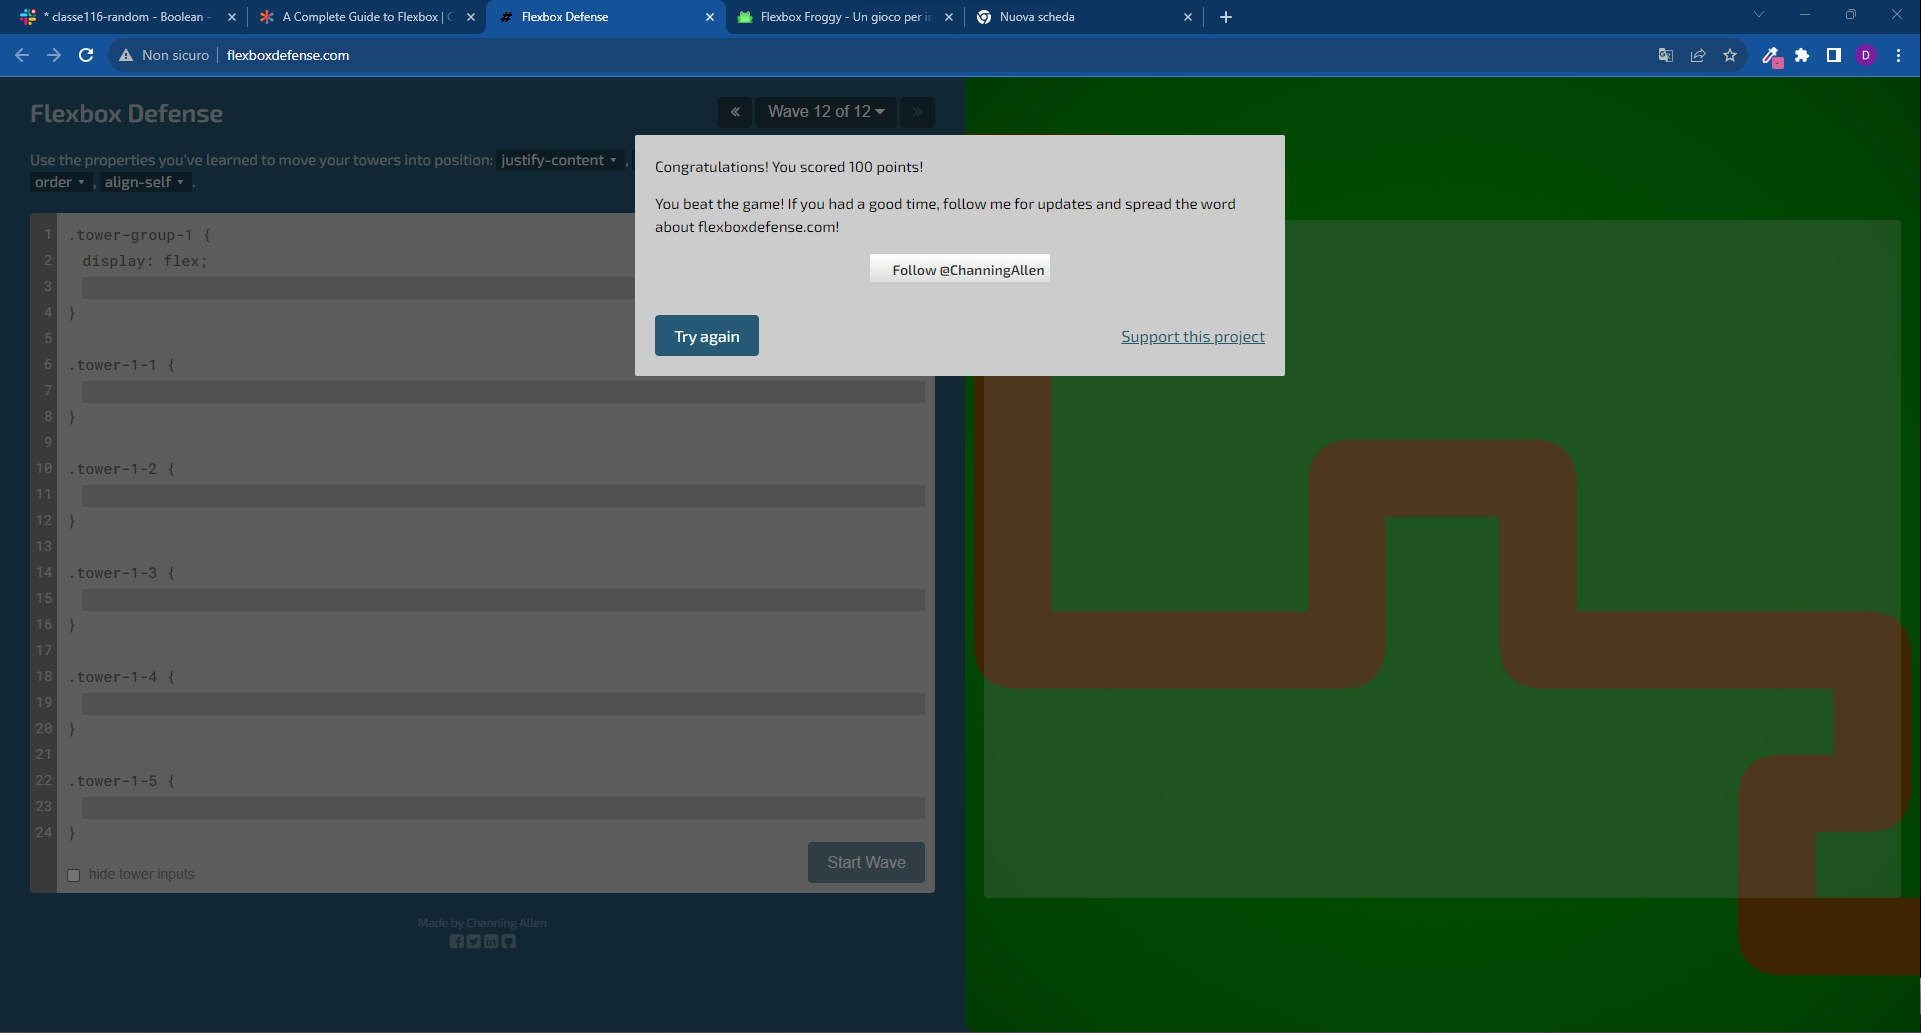 * classe116-random - Boolean -
A Complete Guide to Flexbox |
Flexbox Defense
Flexbox Froggy - Un gioco per
Nuova scheda
Non sicuro
flexboxdefense.com
D
Flexbox Defense
«
Wave 12 of 12
»
Use the properties you've learned to move your towers into position: justify-content ,
order , align-self .
Congratulations! You scored 100 points!
You beat the game! If you had a good time, follow me for updates and spread the word
about flexboxdefense.com!
Follow @ChanningAllen
Try again
Support this project
1 .tower-group-1 {
2 display: flex;
3
4 }
5
6 .tower-1-1 {
7
8 }
9
10 .tower-1-2 {
11
12 }
13
14 .tower-1-3 {
15
16 }
17
18 .tower-1-4 {
19
20 }
21
22 .tower-1-5 {
23
24 }
hide tower inputs
Start Wave
Made by Channing Allen